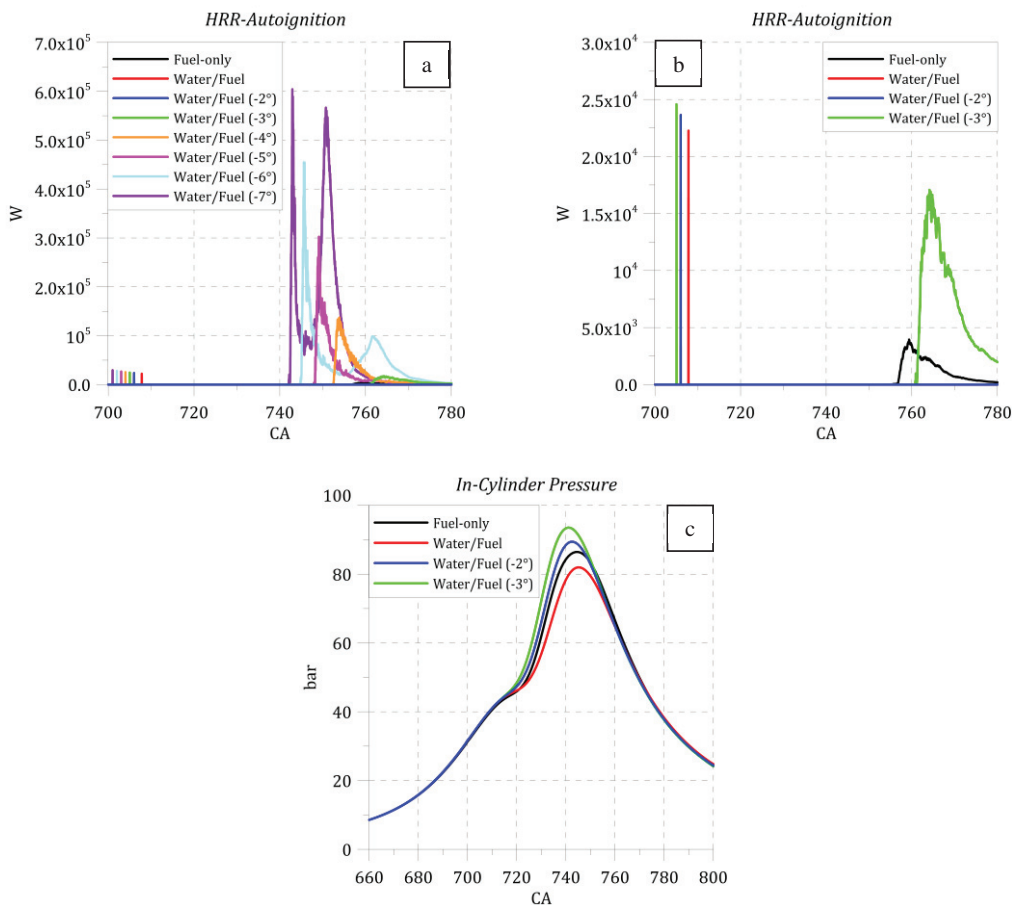 HRR-Autoignition
7.0x10⁵
6.0x10⁵
5.0x10⁵
4.0x10⁵
3.0x10⁵
2.0x10⁵
10⁵
0.0
W
Fuel-only
Water/Fuel
Water/Fuel (-2°)
Water/Fuel (-3°)
Water/Fuel (-4°)
Water/Fuel (-5°)
Water/Fuel (-6°)
Water/Fuel (-7°)
a
700 720 740 760 780
CA
HRR-Autoignition
3.0x10⁴
2.5x10⁴
2.0x10⁴
1.5x10⁴
10⁴
5.0x10³
0.0
W
b
Fuel-only
Water/Fuel
Water/Fuel (-2°)
Water/Fuel (-3°)
700 720 740 760 780
CA
In-Cylinder Pressure
100
80
60
40
20
0
bar
Fuel-only
Water/Fuel
Water/Fuel (-2°)
Water/Fuel (-3°)
c
660 680 700 720 740 760 780 800
CA